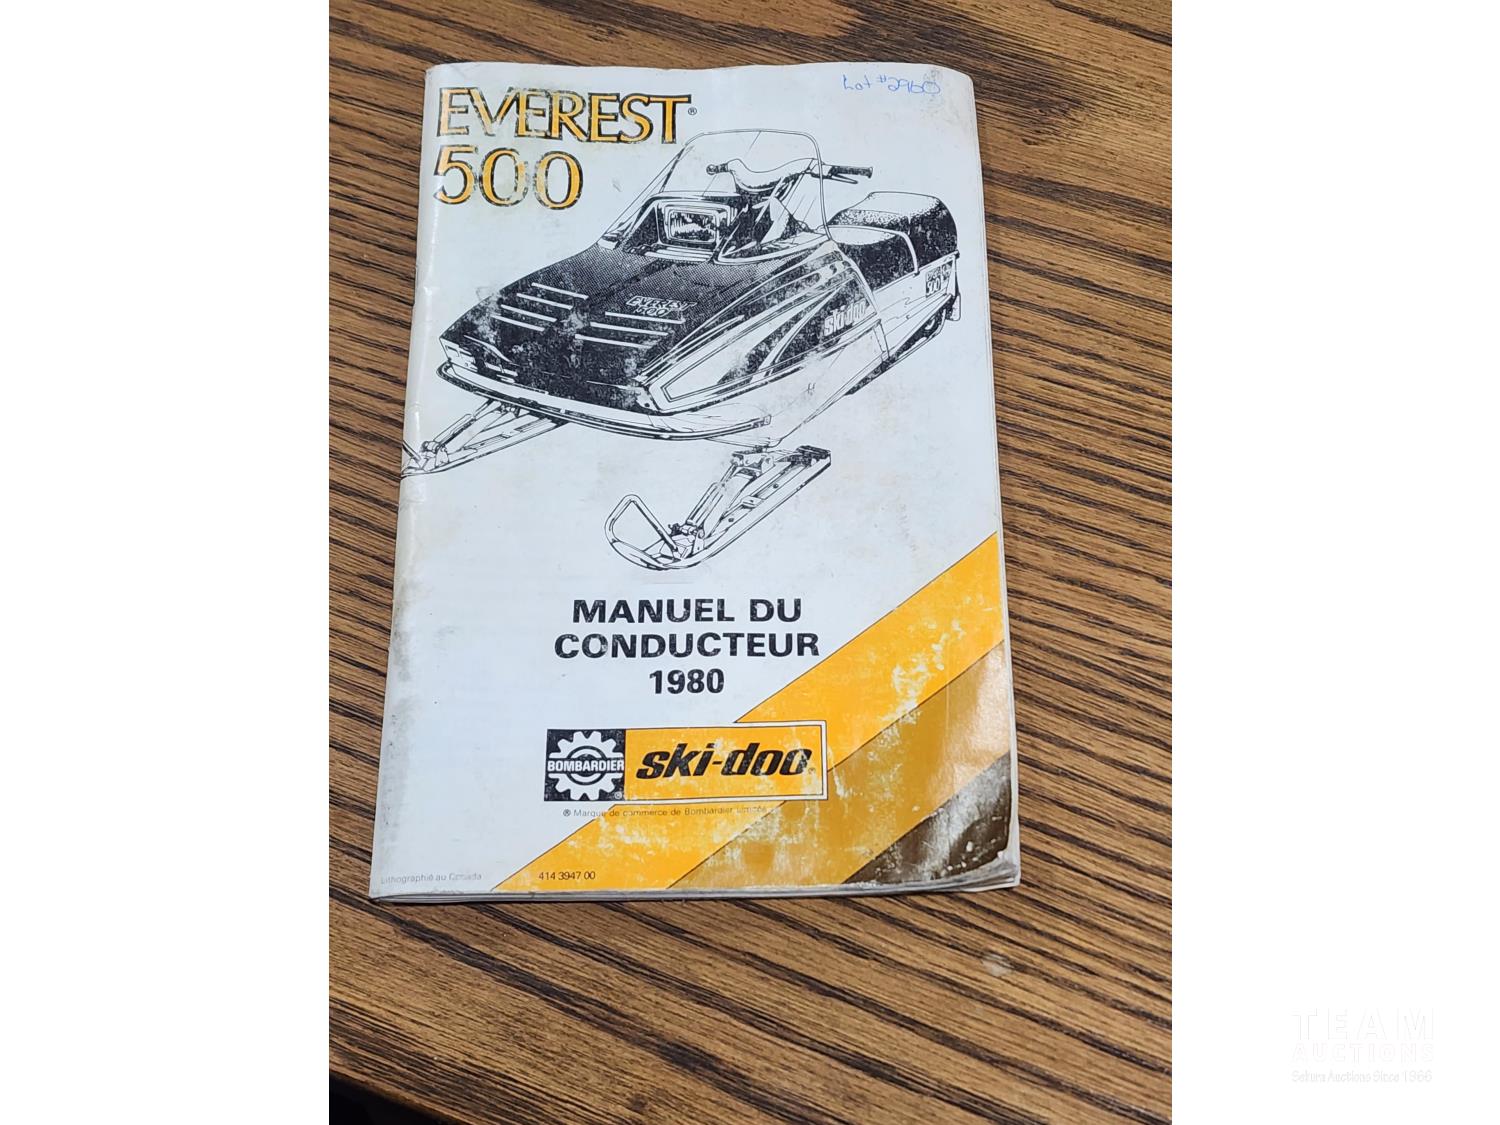 Lot #2960
EVEREST®
500
EVEREST
500
ski-doo
MANUEL DU
CONDUCTEUR
1980
BOMBARDIER
ski-doo
® Marque de commerce de Bombardier Limitée
Lithographié au Canada
414 3947 00
TEAM
AUCTIONS
Sekura Auctions Since 1966